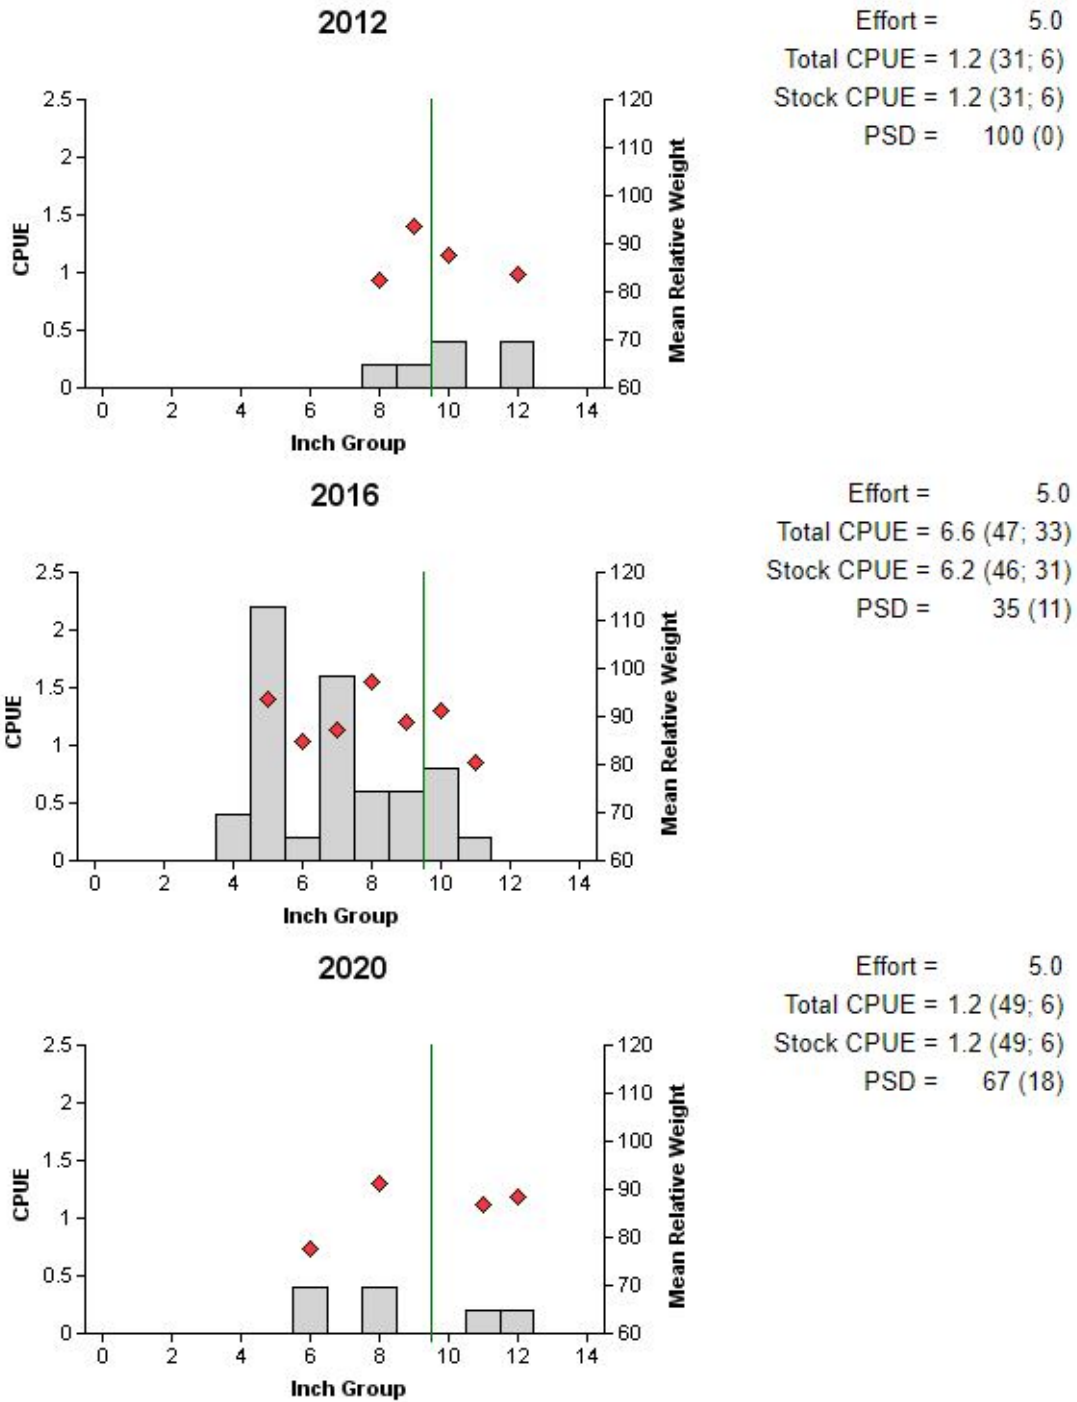 2012
Effort = 5.0
Total CPUE = 1.2 (31; 6)
Stock CPUE = 1.2 (31; 6)
PSD = 100 (0)
2.5
2
1.5
1
0.5
0
CPUE
120
110
100
90
80
70
60
Mean Relative Weight
0 2 4 6 8 10 12 14
Inch Group
2016
Effort = 5.0
Total CPUE = 6.6 (47; 33)
Stock CPUE = 6.2 (46; 31)
PSD = 35 (11)
2.5
2
1.5
1
0.5
0
CPUE
120
110
100
90
80
70
60
Mean Relative Weight
0 2 4 6 8 10 12 14
Inch Group
2020
Effort = 5.0
Total CPUE = 1.2 (49; 6)
Stock CPUE = 1.2 (49; 6)
PSD = 67 (18)
2.5
2
1.5
1
0.5
0
CPUE
120
110
100
90
80
70
60
Mean Relative Weight
0 2 4 6 8 10 12 14
Inch Group